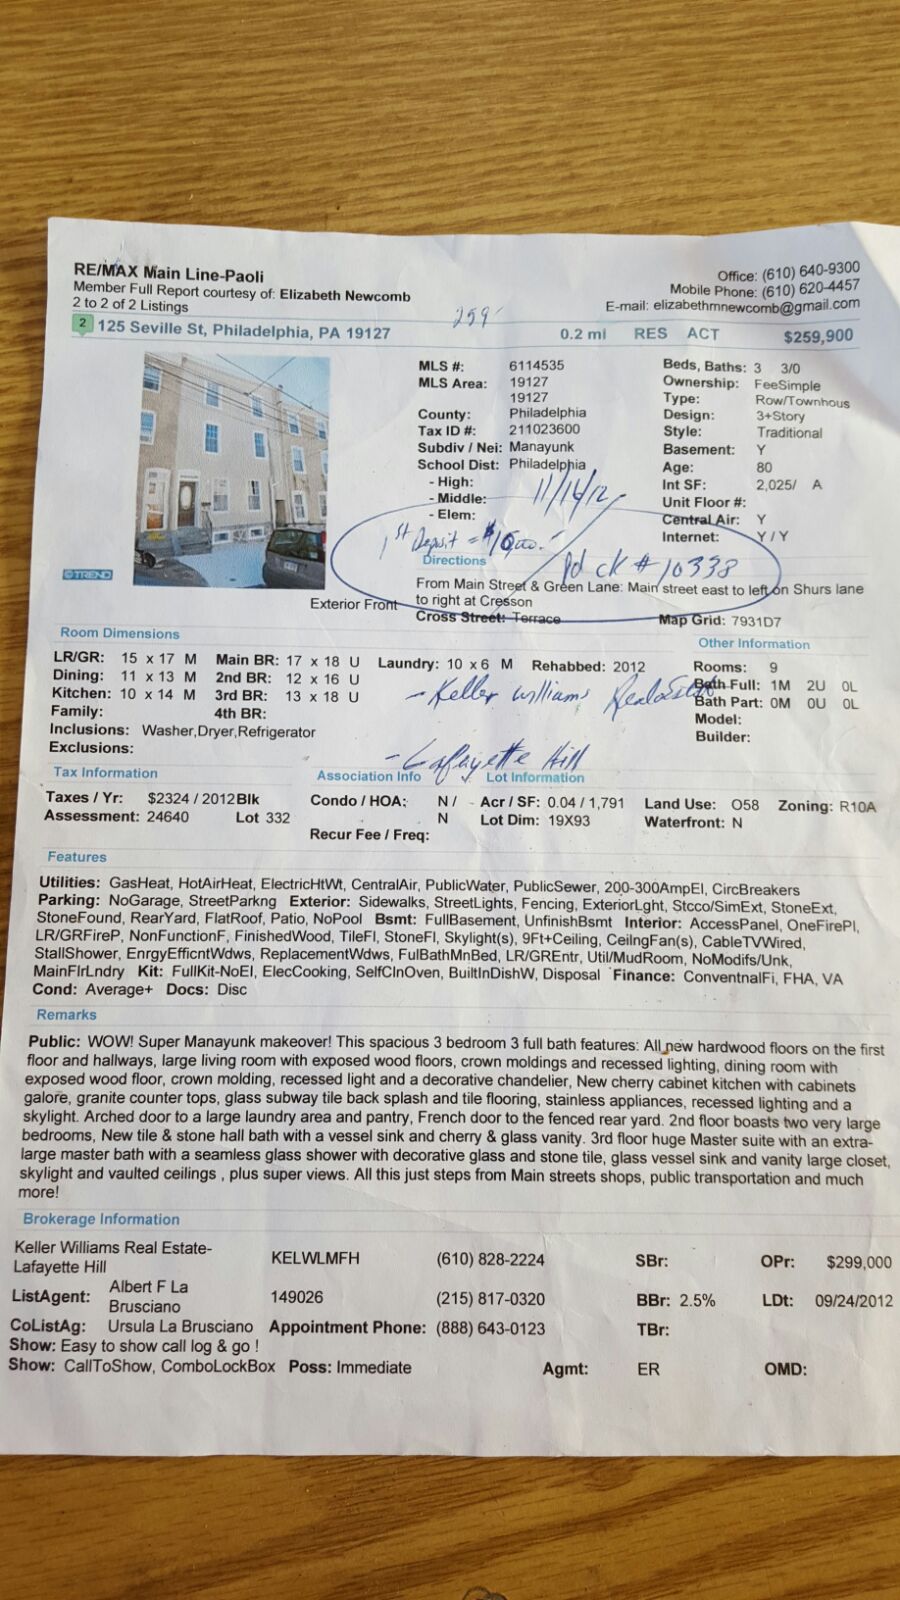 RE/MAX Main Line-Paoli
Member Full Report courtesy of: Elizabeth Newcomb
2 to 2 of 2 Listings
Office: (610) 640-9300
Mobile Phone: (610) 620-4457
E-mail: elizabethmnewcomb@gmail.com
259
2 125 Seville St, Philadelphia, PA 19127 0.2 mi RES ACT $259,900
MLS #: 6114535
MLS Area: 19127
19127
County: Philadelphia
Tax ID #: 211023600
Subdiv / Nei: Manayunk
School Dist: Philadelphia
- High:
- Middle:
- Elem:
Beds, Baths: 3 3/0
Ownership: FeeSimple
Type: Row/Townhous
Design: 3+Story
Style: Traditional
Basement: Y
Age: 80
Int SF: 2,025/ A
Unit Floor #:
Central Air: Y
Internet: Y / Y
11/16/12
1st Deposit = $10,000.
pd ck # 10338
TREND
Exterior Front
Directions
From Main Street & Green Lane: Main street east to left on Shurs lane
to right at Cresson
Cross Street: Terrace Map Grid: 7931D7
Room Dimensions
LR/GR: 15 x 17 M Main BR: 17 x 18 U Laundry: 10 x 6 M Rehabbed: 2012
Dining: 11 x 13 M 2nd BR: 12 x 16 U
Kitchen: 10 x 14 M 3rd BR: 13 x 18 U
Family: 4th BR:
Inclusions: Washer,Dryer,Refrigerator
Exclusions:
Other Information
Rooms: 9
Bath Full: 1M 2U 0L
Bath Part: 0M 0U 0L
Model:
Builder:
- Keller Williams Real Estate
- Lafayette Hill
Tax Information
Taxes / Yr: $2324 / 2012 Blk
Assessment: 24640 Lot 332
Association Info
Condo / HOA: N / N
Recur Fee / Freq:
Lot Information
Acr / SF: 0.04 / 1,791 Land Use: O58 Zoning: R10A
Lot Dim: 19X93 Waterfront: N
Features
Utilities: GasHeat, HotAirHeat, ElectricHtWt, CentralAir, PublicWater, PublicSewer, 200-300AmpEl, CircBreakers
Parking: NoGarage, StreetParkng Exterior: Sidewalks, StreetLights, Fencing, ExteriorLght, Stcco/SimExt, StoneExt,
StoneFound, RearYard, FlatRoof, Patio, NoPool Bsmt: FullBasement, UnfinishBsmt Interior: AccessPanel, OneFirePl,
LR/GRFireP, NonFunctionF, FinishedWood, TileFl, StoneFl, Skylight(s), 9Ft+Ceiling, CeilngFan(s), CableTVWired,
StallShower, EnrgyEfficntWdws, ReplacementWdws, FulBathMnBed, LR/GREntr, Util/MudRoom, NoModifs/Unk,
MainFlrLndry Kit: FullKit-NoEI, ElecCooking, SelfClnOven, BuiltInDishW, Disposal Finance: ConventnalFi, FHA, VA
Cond: Average+ Docs: Disc
Remarks
Public: WOW! Super Manayunk makeover! This spacious 3 bedroom 3 full bath features: All new hardwood floors on the first
floor and hallways, large living room with exposed wood floors, crown moldings and recessed lighting, dining room with
exposed wood floor, crown molding, recessed light and a decorative chandelier, New cherry cabinet kitchen with cabinets
galore, granite counter tops, glass subway tile back splash and tile flooring, stainless appliances, recessed lighting and a
skylight. Arched door to a large laundry area and pantry, French door to the fenced rear yard. 2nd floor boasts two very large
bedrooms, New tile & stone hall bath with a vessel sink and cherry & glass vanity. 3rd floor huge Master suite with an extra-
large master bath with a seamless glass shower with decorative glass and stone tile, glass vessel sink and vanity large closet,
skylight and vaulted ceilings , plus super views. All this just steps from Main streets shops, public transportation and much
more!
Brokerage Information
Keller Williams Real Estate- KELWLMFH (610) 828-2224 SBr: OPr: $299,000
Lafayette Hill
ListAgent: Albert F La Brusciano 149026 (215) 817-0320 BBr: 2.5% LDt: 09/24/2012
CoListAg: Ursula La Brusciano Appointment Phone: (888) 643-0123 TBr:
Show: Easy to show call log & go !
Show: CallToShow, ComboLockBox Poss: Immediate Agmt: ER OMD: